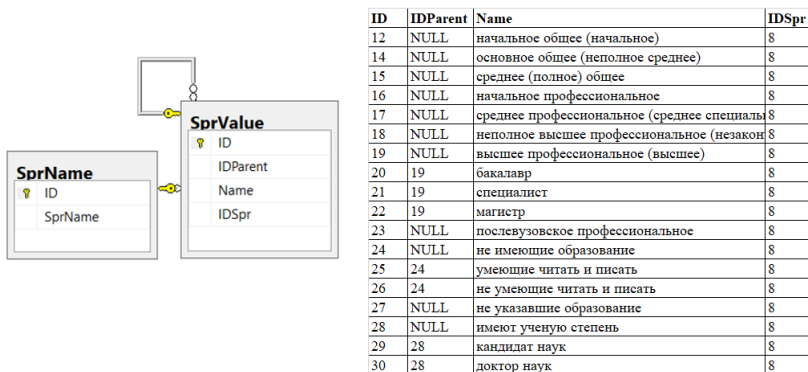 SprName
ID
SprName
SprValue
ID
IDParent
Name
IDSpr
ID IDParent Name IDSpr
12 NULL начальное общее (начальное) 8
14 NULL основное общее (неполное среднее) 8
15 NULL среднее (полное) общее 8
16 NULL начальное профессиональное 8
17 NULL среднее профессиональное (среднее специалы 8
18 NULL неполное высшее профессиональное (незакон 8
19 NULL высшее профессиональное (высшее) 8
20 19 бакалавр 8
21 19 специалист 8
22 19 магистр 8
23 NULL послевузовское профессиональное 8
24 NULL не имеющие образование 8
25 24 умеющие читать и писать 8
26 24 не умеющие читать и писать 8
27 NULL не указавшие образование 8
28 NULL имеют ученую степень 8
29 28 кандидат наук 8
30 28 доктор наук 8